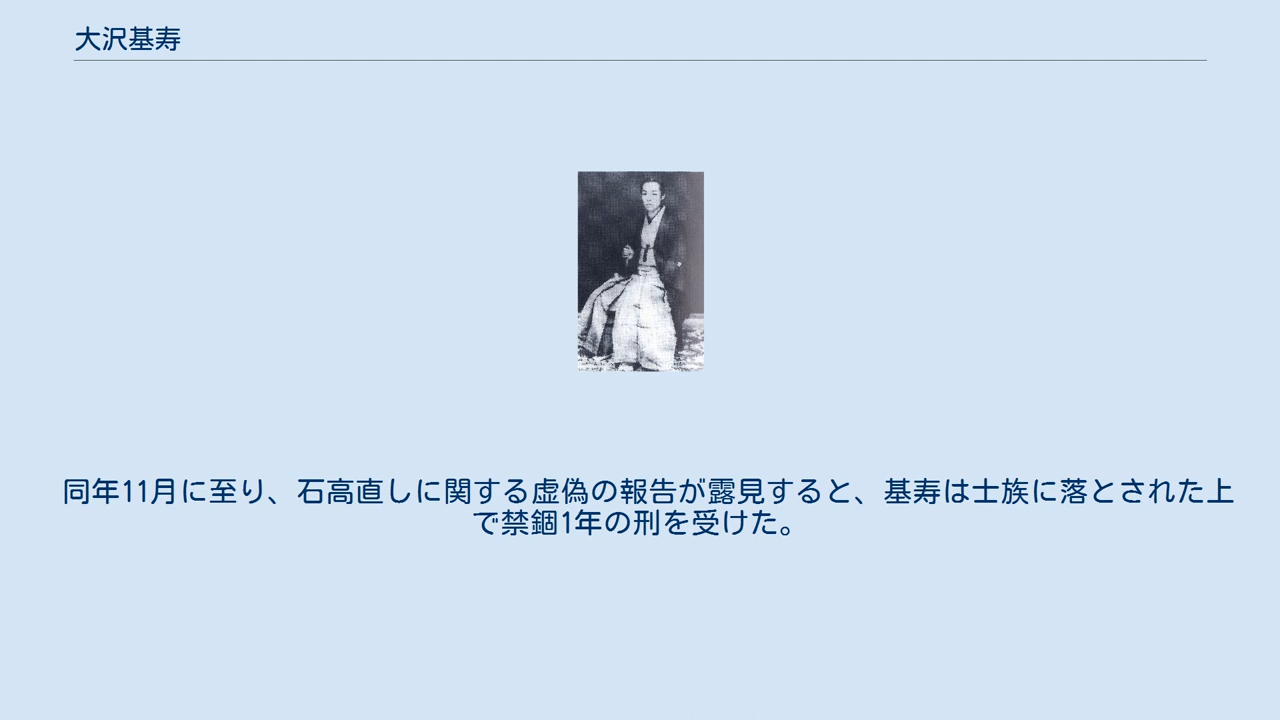 大沢基寿
同年11月に至り、石高直しに関する虚偽の報告が露見すると、基寿は士族に落とされた上
で禁錮1年の刑を受けた。